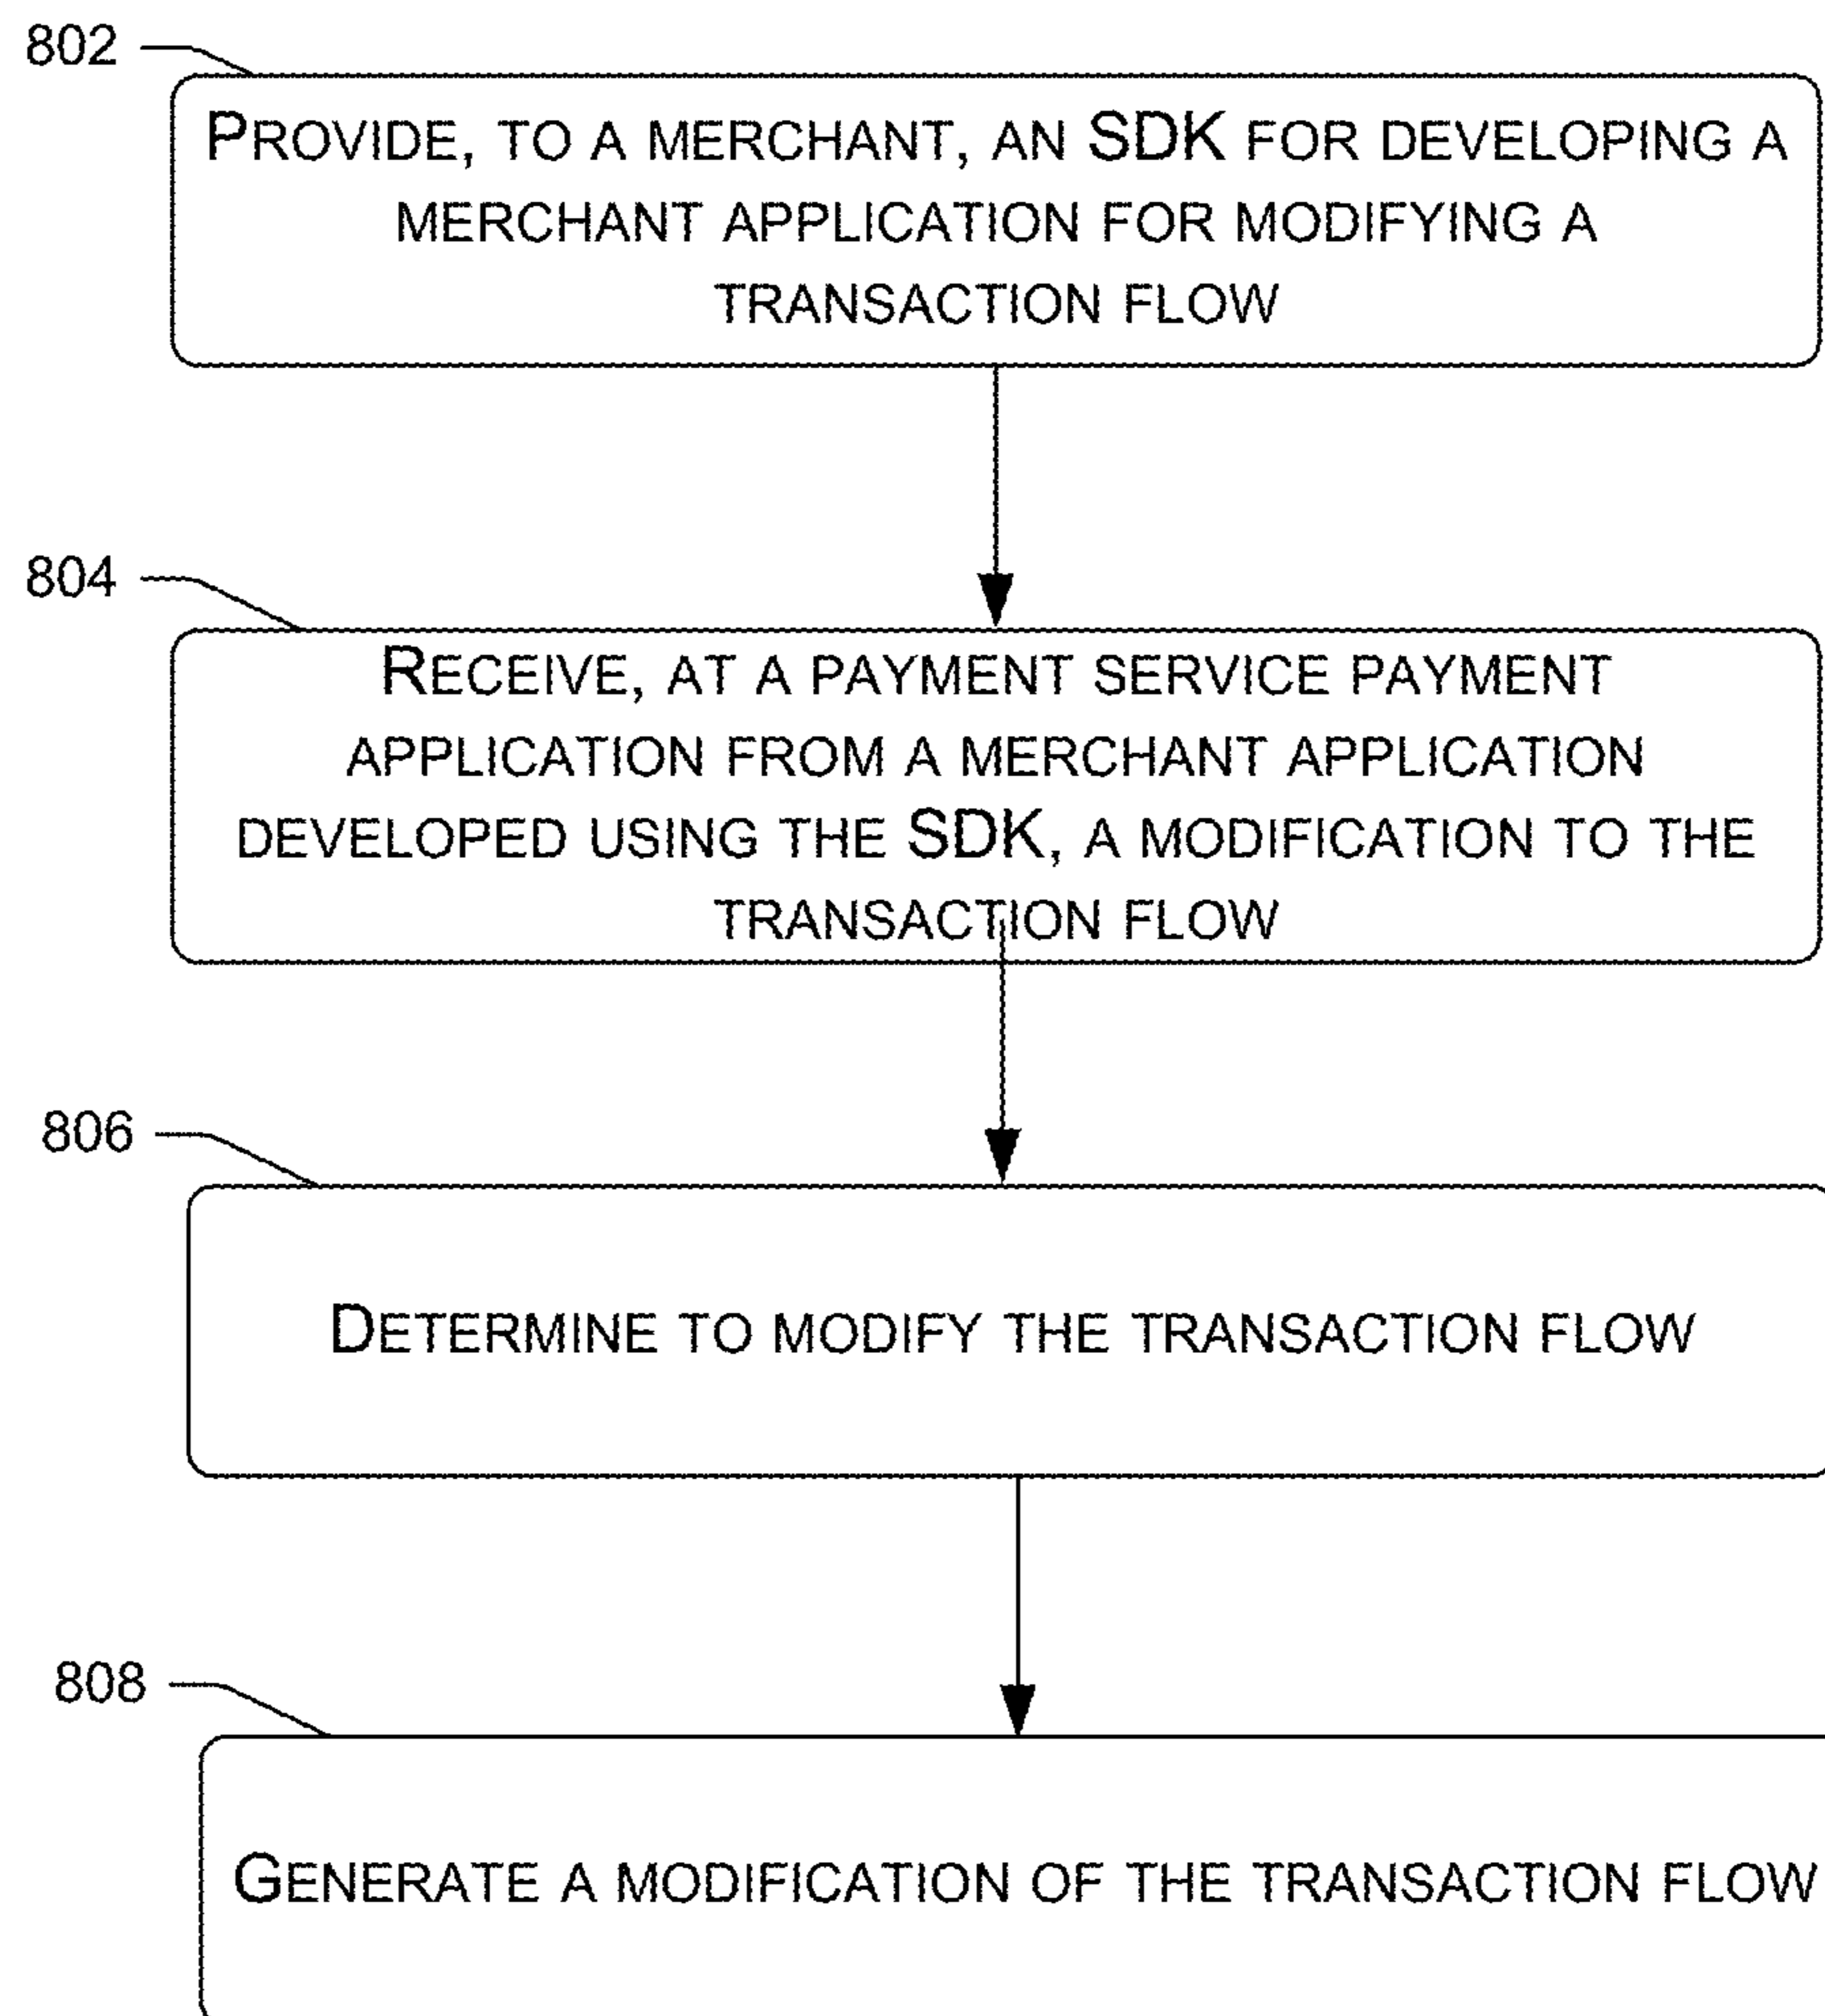 802
PROVIDE, TO A MERCHANT, AN SDK FOR DEVELOPING A
MERCHANT APPLICATION FOR MODIFYING A
TRANSACTION FLOW
804
RECEIVE, AT A PAYMENT SERVICE PAYMENT
APPLICATION FROM A MERCHANT APPLICATION
DEVELOPED USING THE SDK, A MODIFICATION TO THE
TRANSACTION FLOW
806
DETERMINE TO MODIFY THE TRANSACTION FLOW
808
GENERATE A MODIFICATION OF THE TRANSACTION FLOW